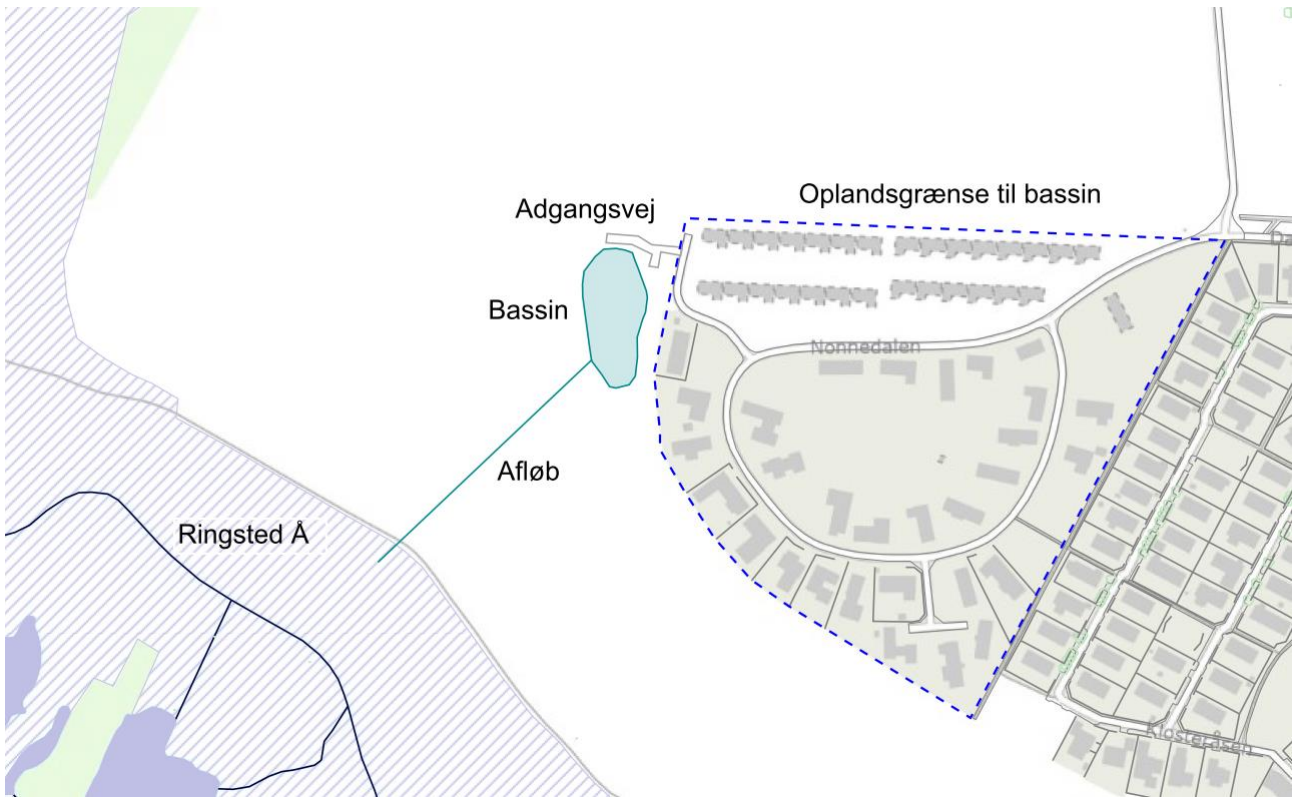 Oplandsgrænse til bassin
Adgangsvej
Bassin
Nonnedalen
Afløb
Ringsted Å
Klosteråsen